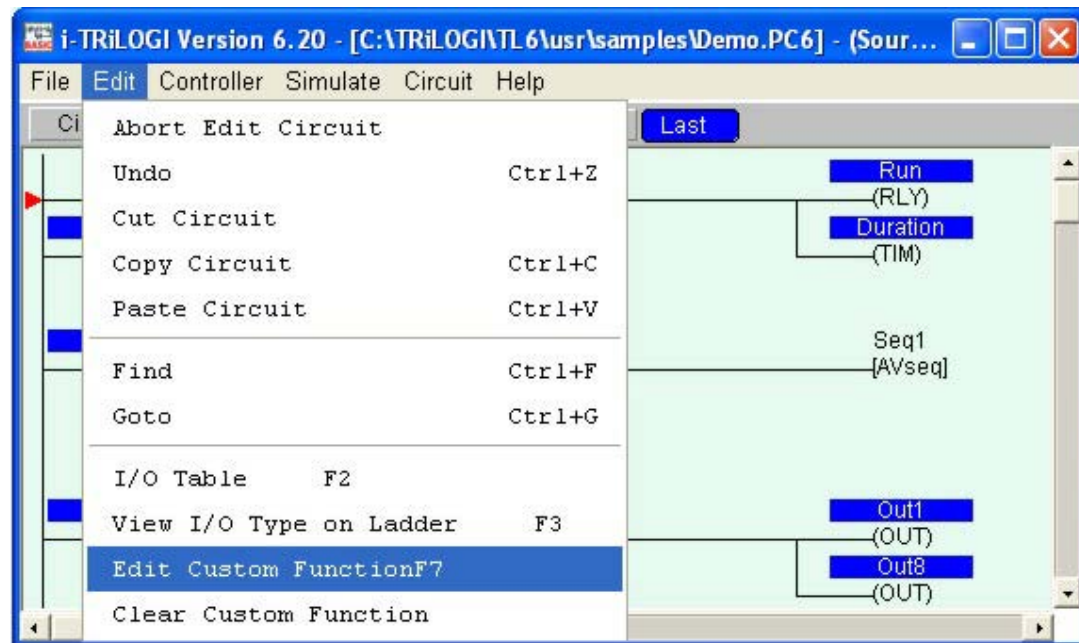 i-TRiLOGI Version 6.20 - [C:\TRiLOGI\TL6\usr\samples\Demo.PC6] - (Sour...
File Edit Controller Simulate Circuit Help
Ci Last
Abort Edit Circuit
Undo Ctrl+Z
Cut Circuit
Copy Circuit Ctrl+C
Paste Circuit Ctrl+V
Find Ctrl+F
Goto Ctrl+G
I/O Table F2
View I/O Type on Ladder F3
Edit Custom FunctionF7
Clear Custom Function
Run
(RLY)
Duration
(TIM)
Seq1
[AVseq]
Out1
(OUT)
Out8
(OUT)